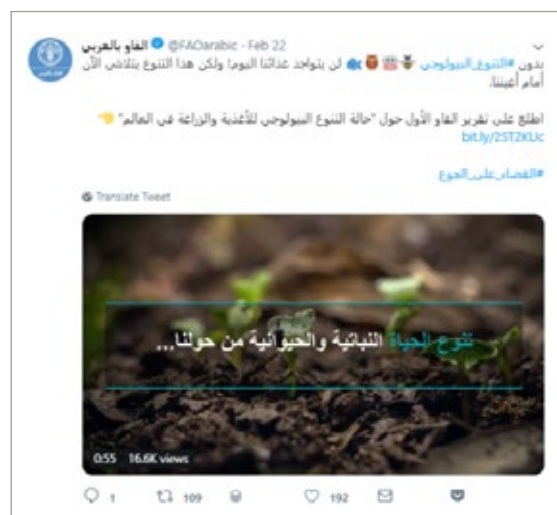 الفاو بالعربي @FAOarabic - Feb 22
بدون #التنوع_البيولوجي 🐝🐮🐻🐟 لن يتواجد غذائنا اليوم! ولكن هذا التنوع يتلاشى الآن
أمام أعيننا.
اطلع على تقرير الفاو الأول حول "حالة التنوع البيولوجي للأغذية والزراعة في العالم" 👈
bit.ly/2ST2KUc
#القضاء_على_الجوع
Translate Tweet
تنوع الحياة النباتية والحيوانية من حولنا...
0:55 16.6K views
1 109 192